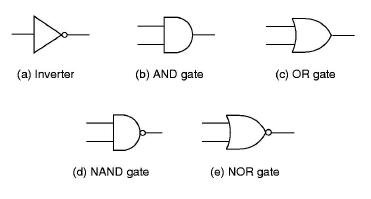 (a) Inverter
(b) AND gate
(c) OR gate
(d) NAND gate
(e) NOR gate